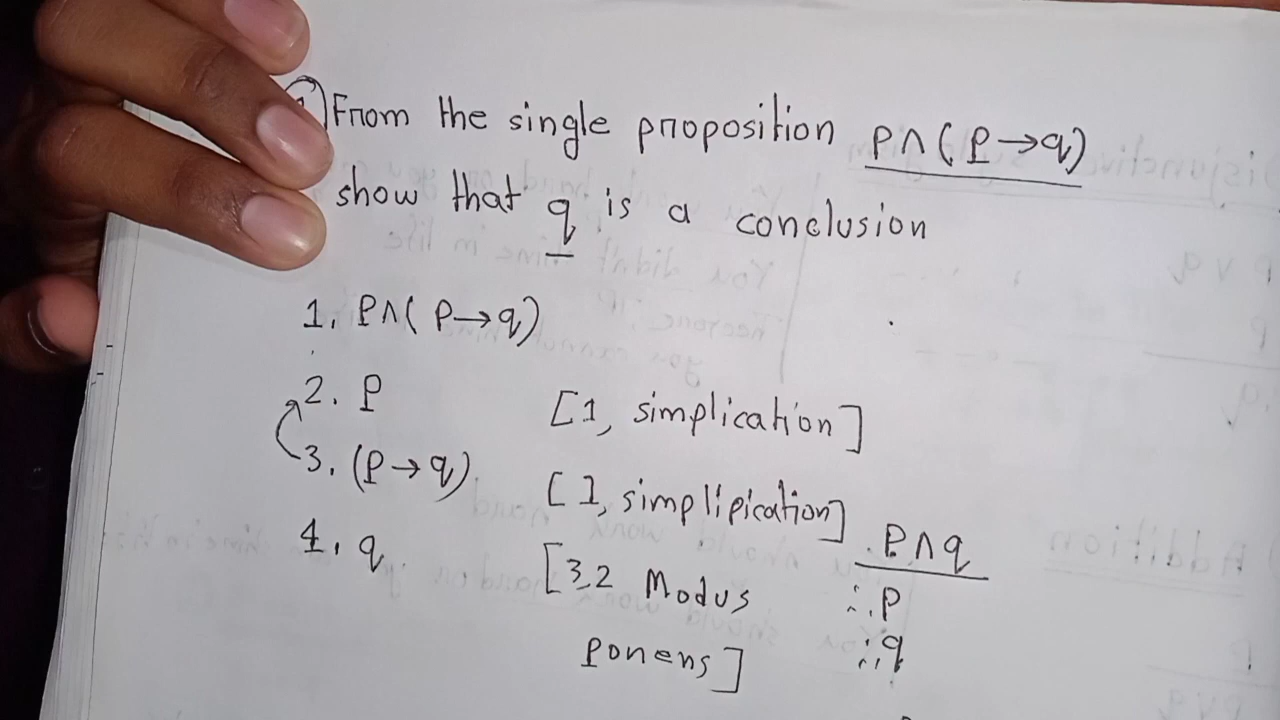 From the single proposition P∧(P→q)
show that q is a conclusion
1. P∧(P→q)
2. P [1, simplication]
3. (P→q) [1, simplipication]
4. q [3,2 Modus
Ponens]
P∧q
∴P
∴q